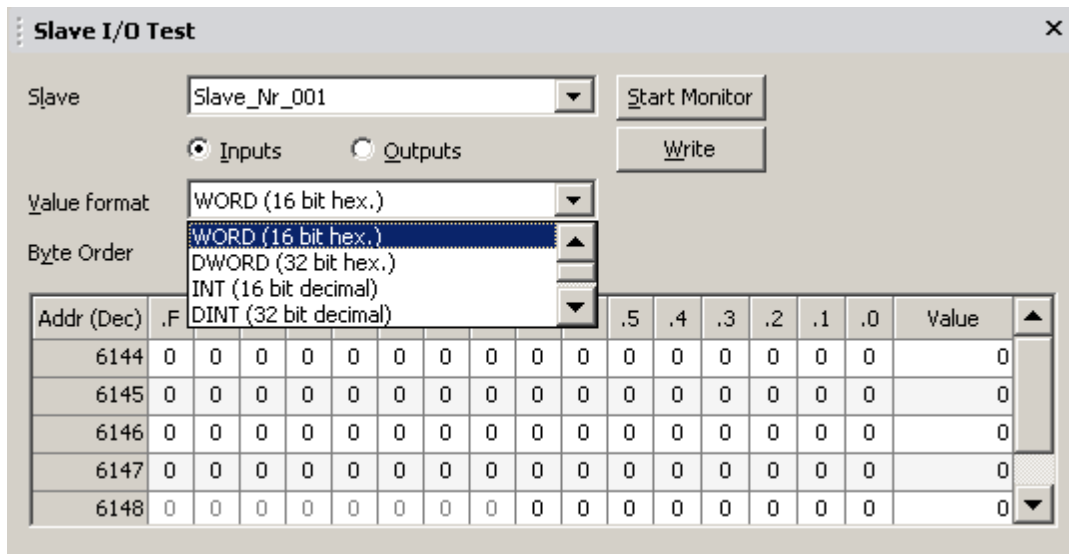 Slave I/O Test
Slave Slave_Nr_001 Start Monitor
Inputs Outputs Write
Value format WORD (16 bit hex.)
Byte Order WORD (16 bit hex.)
DWORD (32 bit hex.)
INT (16 bit decimal)
DINT (32 bit decimal)
Addr (Dec) .F .5 .4 .3 .2 .1 .0 Value
6144 0 0 0 0 0 0 0 0 0 0 0 0 0 0 0 0 0
6145 0 0 0 0 0 0 0 0 0 0 0 0 0 0 0 0 0
6146 0 0 0 0 0 0 0 0 0 0 0 0 0 0 0 0 0
6147 0 0 0 0 0 0 0 0 0 0 0 0 0 0 0 0 0
6148 0 0 0 0 0 0 0 0 0 0 0 0 0 0 0 0 0